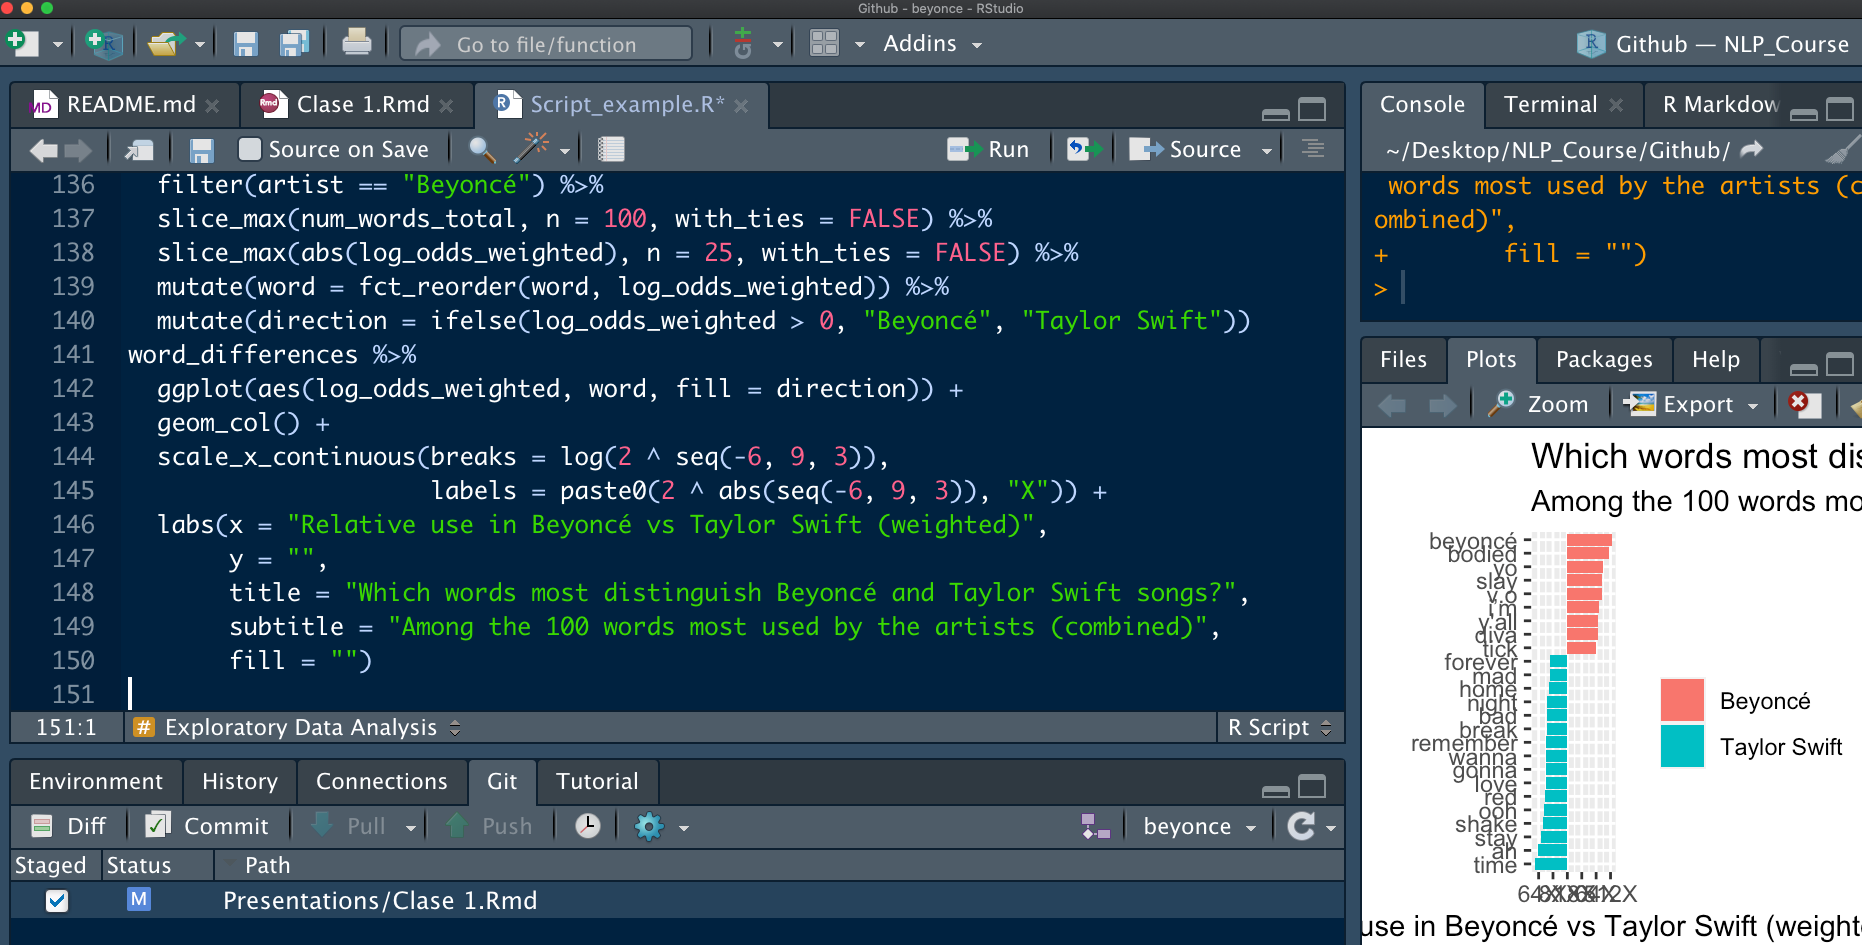 Github - beyonce - RStudio
Go to file/function
Addins
Github — NLP_Course
README.md
Clase 1.Rmd
Script_example.R*
Source on Save
Run
Source
136 filter(artist == "Beyoncé") %>%
137 slice_max(num_words_total, n = 100, with_ties = FALSE) %>%
138 slice_max(abs(log_odds_weighted), n = 25, with_ties = FALSE) %>%
139 mutate(word = fct_reorder(word, log_odds_weighted)) %>%
140 mutate(direction = ifelse(log_odds_weighted > 0, "Beyoncé", "Taylor Swift"))
141 word_differences %>%
142 ggplot(aes(log_odds_weighted, word, fill = direction)) +
143 geom_col() +
144 scale_x_continuous(breaks = log(2 ^ seq(-6, 9, 3)),
145 labels = paste0(2 ^ abs(seq(-6, 9, 3)), "X")) +
146 labs(x = "Relative use in Beyoncé vs Taylor Swift (weighted)",
147 y = "",
148 title = "Which words most distinguish Beyoncé and Taylor Swift songs?",
149 subtitle = "Among the 100 words most used by the artists (combined)",
150 fill = "")
151
151:1
# Exploratory Data Analysis
R Script
Environment
History
Connections
Git
Tutorial
Diff
Commit
Pull
Push
beyonce
Staged
Status
Path
M
Presentations/Clase 1.Rmd
Console
Terminal
R Markdow
~/Desktop/NLP_Course/Github/
words most used by the artists (c
ombined)",
+ fill = "")
>
Files
Plots
Packages
Help
Zoom
Export
Which words most dis
Among the 100 words mo
beyoncé
bodied
yo
slay
y.o
i'm
y'all
diva
tick
forever
mad
home
night
bad
break
remember
wanna
gonna
love
red
ooh
shake
stay
ah
time
Beyoncé
Taylor Swift
use in Beyoncé vs Taylor Swift (weight